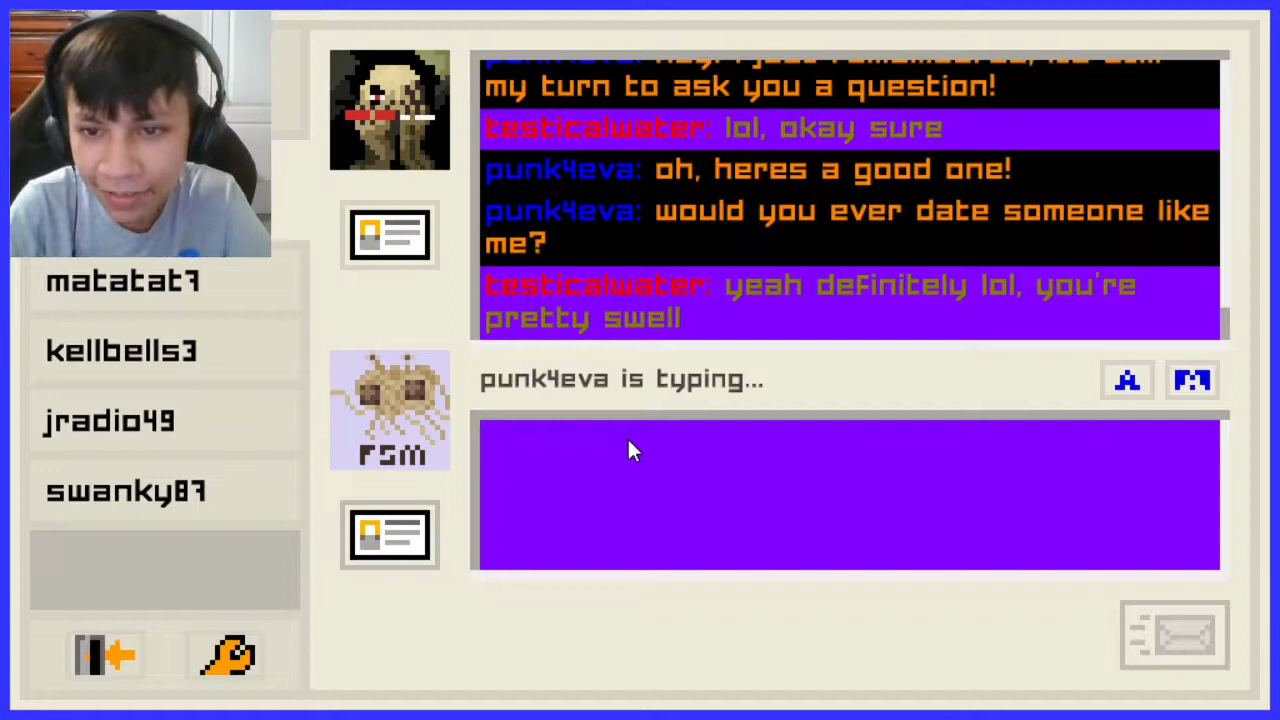 my turn to ask you a question!
testicalwater: lol, okay sure
punk4eva: oh, heres a good one!
punk4eva: would you ever date someone like
me?
testicalwater: yeah definitely lol, you're
pretty swell
matatat7
kellbells3
jradio49
swanky87
punk4eva is typing...
A
fsm